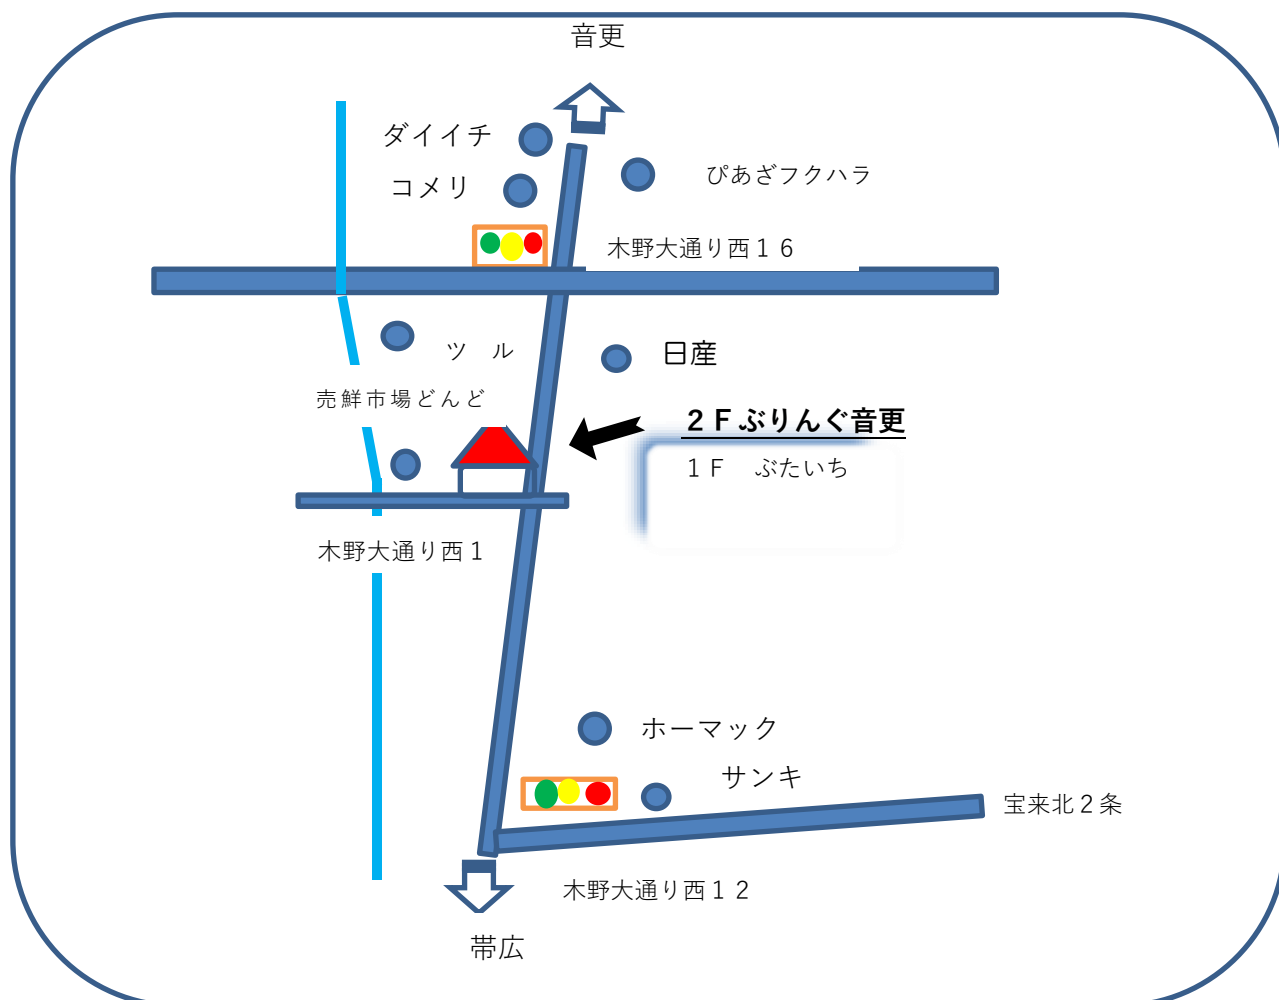 音更
ダイイチ
コメリ
ぴあざフクハラ
木野大通り西１６
ツ　ル
日産
売鮮市場どんど
２Ｆぶりんぐ音更
１Ｆ　ぶたいち
木野大通り西１
ホーマック
サンキ
宝来北２条
木野大通り西１２
帯広